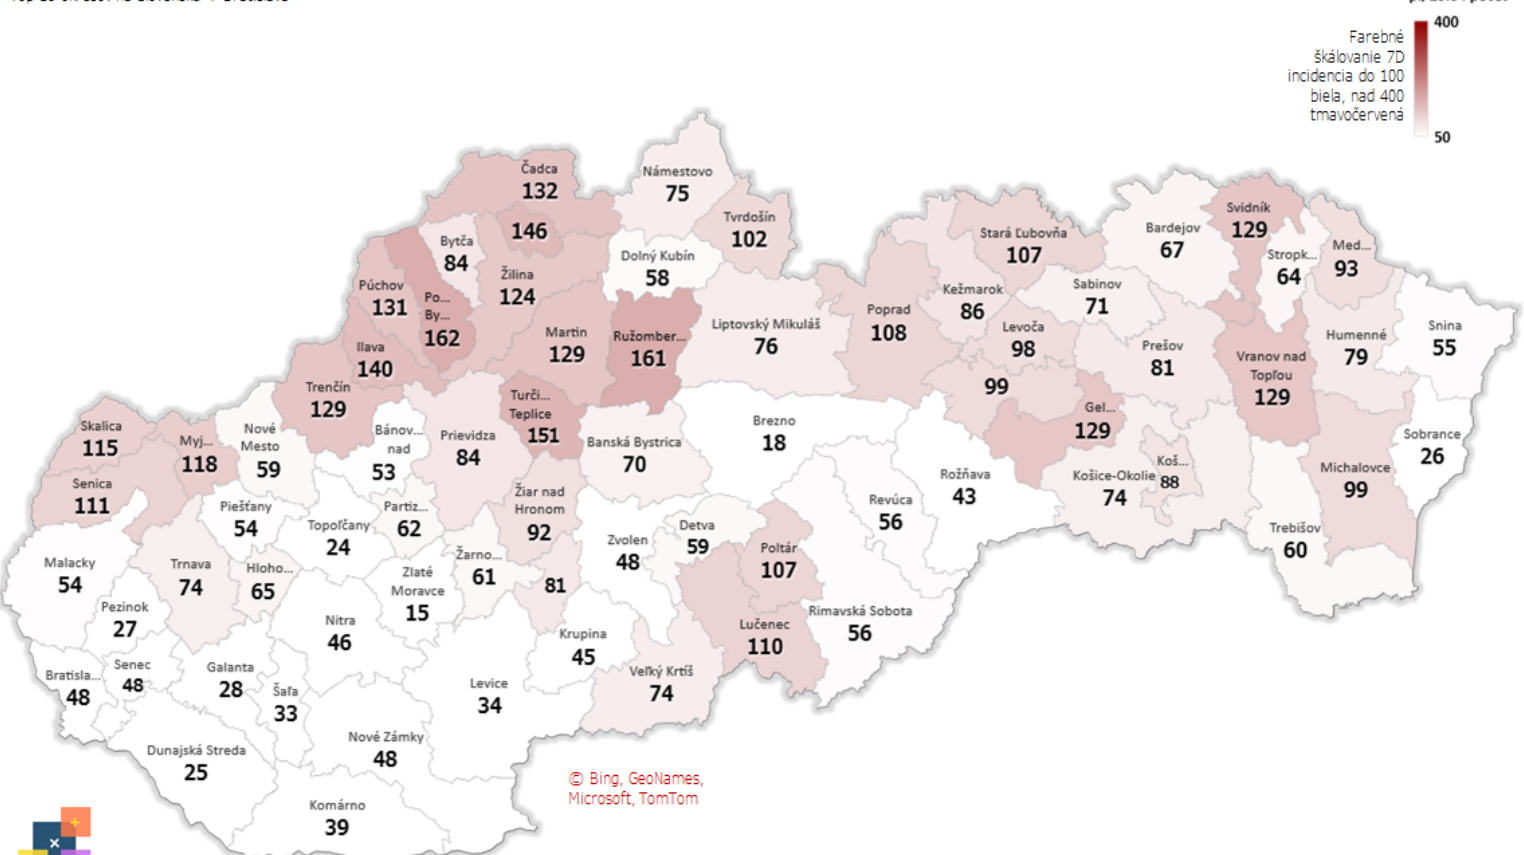 400
Farebné
škálovanie 7D
incidencia do 100
biela, nad 400
tmavočervená
50
Čadca
132
Námestovo
75
146
Tvrdošín
102
Bytča
84
Dolný Kubín
58
Stará Ľubovňa
107
Bardejov
67
Svidník
129
Stropk...
64
Med...
93
Púchov
131
Po...
By...
162
Žilina
124
Kežmarok
86
Sabinov
71
Ilava
140
Martin
129
Ružomber...
161
Liptovský Mikuláš
76
Poprad
108
Levoča
98
Prešov
81
Humenné
79
Snina
55
Vranov nad
Topľou
129
Trenčín
129
Turči...
Teplice
151
99
Gel...
129
Skalica
115
Myj...
118
Nové
Mesto
59
Bánov...
nad
53
Prievidza
84
Banská Bystrica
70
Brezno
18
Rožňava
43
Košice-Okolie
74
Koš...
88
Michalovce
99
Sobrance
26
Senica
111
Piešťany
54
Topoľčany
24
Partiz...
62
Žiar nad
Hronom
92
Zvolen
48
Detva
59
Revúca
56
Trebišov
60
Malacky
54
Trnava
74
Hloho...
65
Zlaté
Moravce
15
Žarno...
61
81
Poltár
107
Pezinok
27
Nitra
46
Krupina
45
Lučenec
110
Rimavská Sobota
56
Bratisla...
48
Senec
48
Galanta
28
Šaľa
33
Levice
34
Veľký Krtíš
74
Dunajská Streda
25
Nové Zámky
48
Komárno
39
© Bing, GeoNames,
Microsoft, TomTom